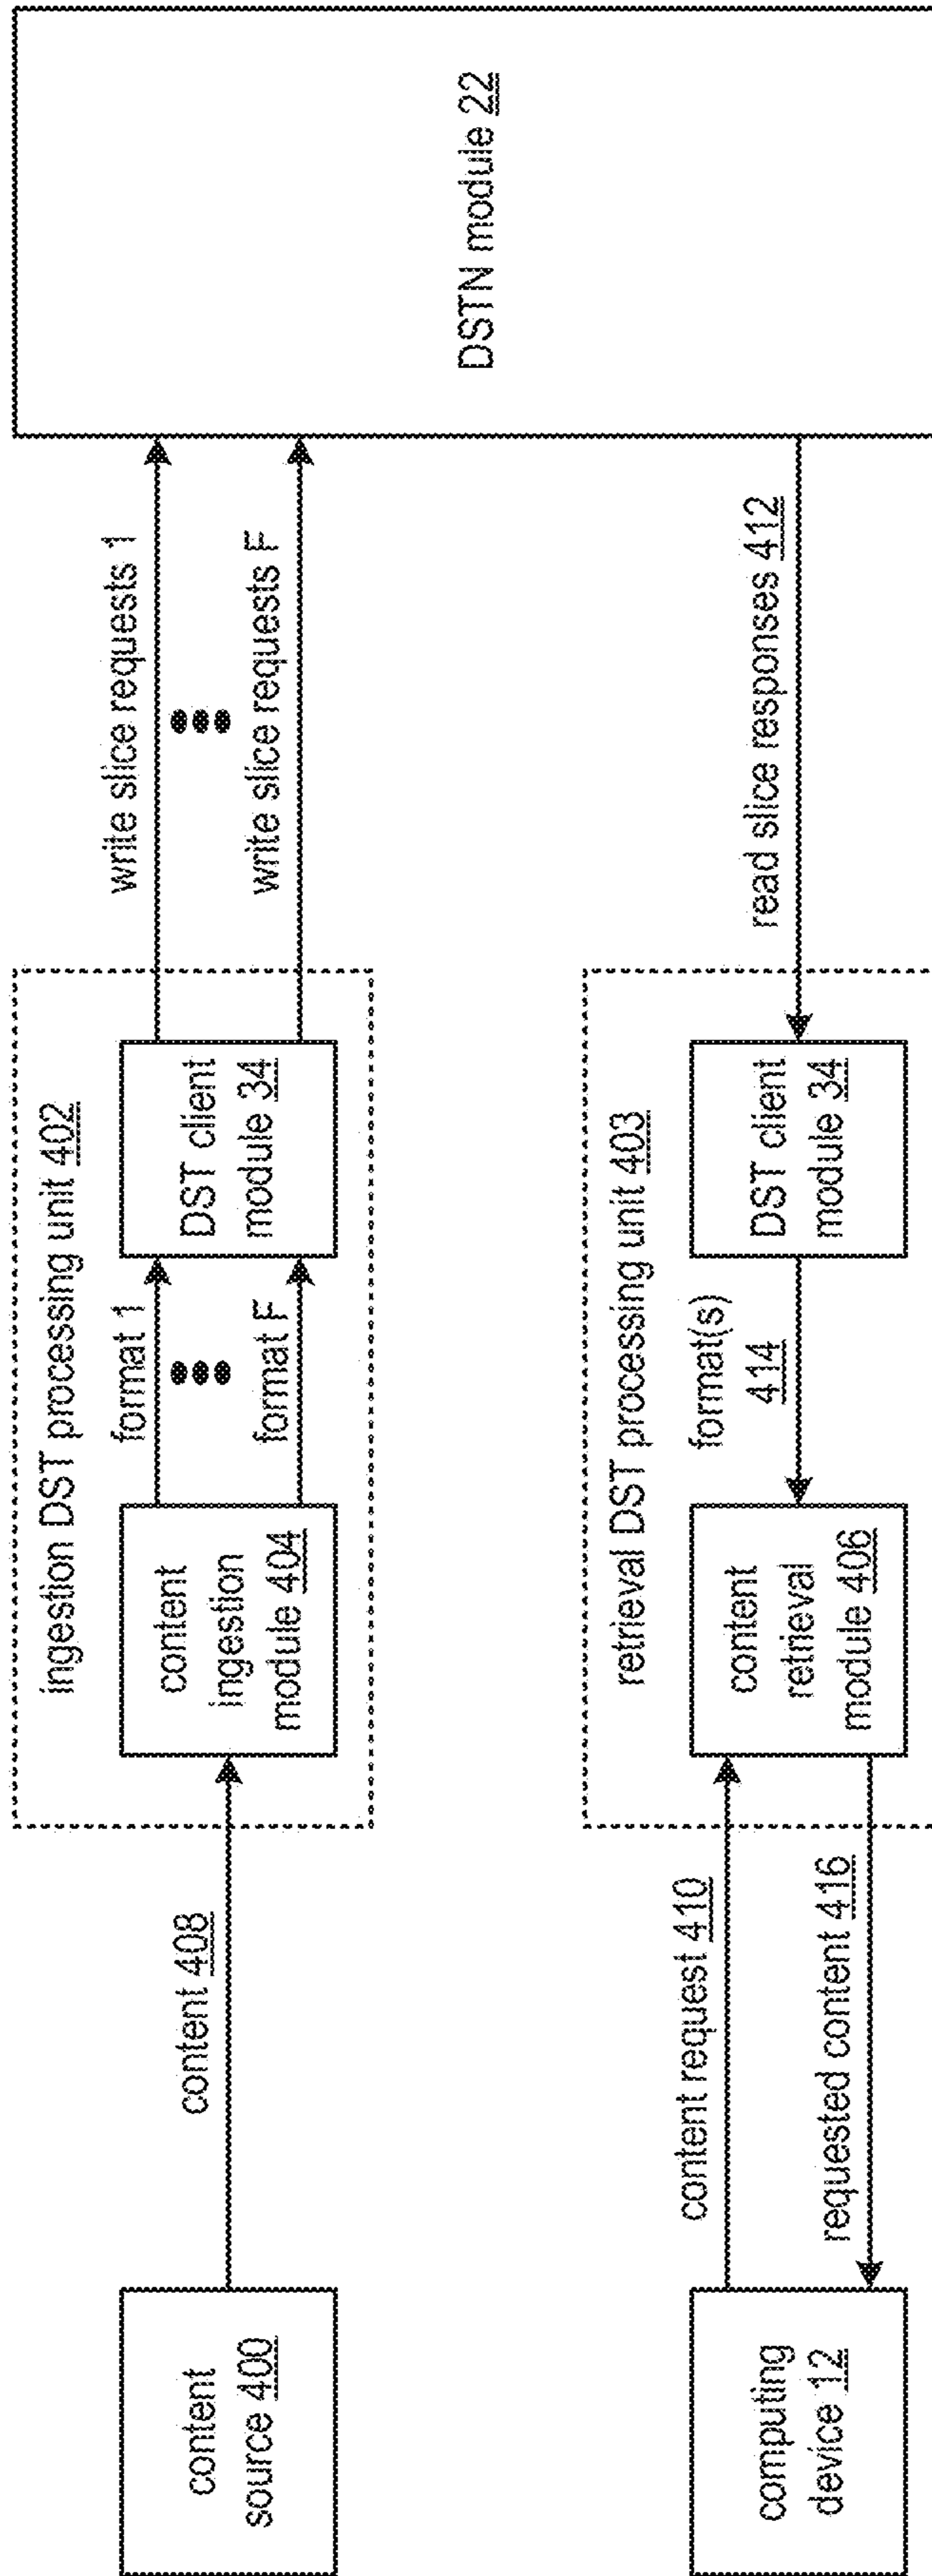 content
source 400
content 408
ingestion DST processing unit 402
content
ingestion
module 404
format 1
format F
DST client
module 34
write slice requests 1
write slice requests F
DSTN module 22
computing
device 12
content request 410
requested content 416
retrieval DST processing unit 403
content
retrieval
module 406
format(s)
414
DST client
module 34
read slice responses 412